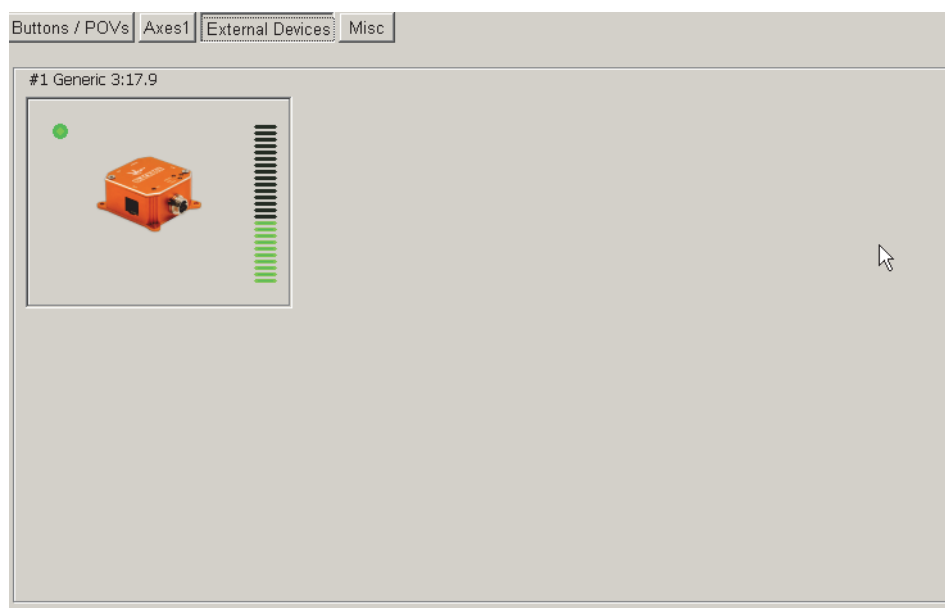 Buttons / POVs Axes1 External Devices Misc
#1 Generic 3:17.9